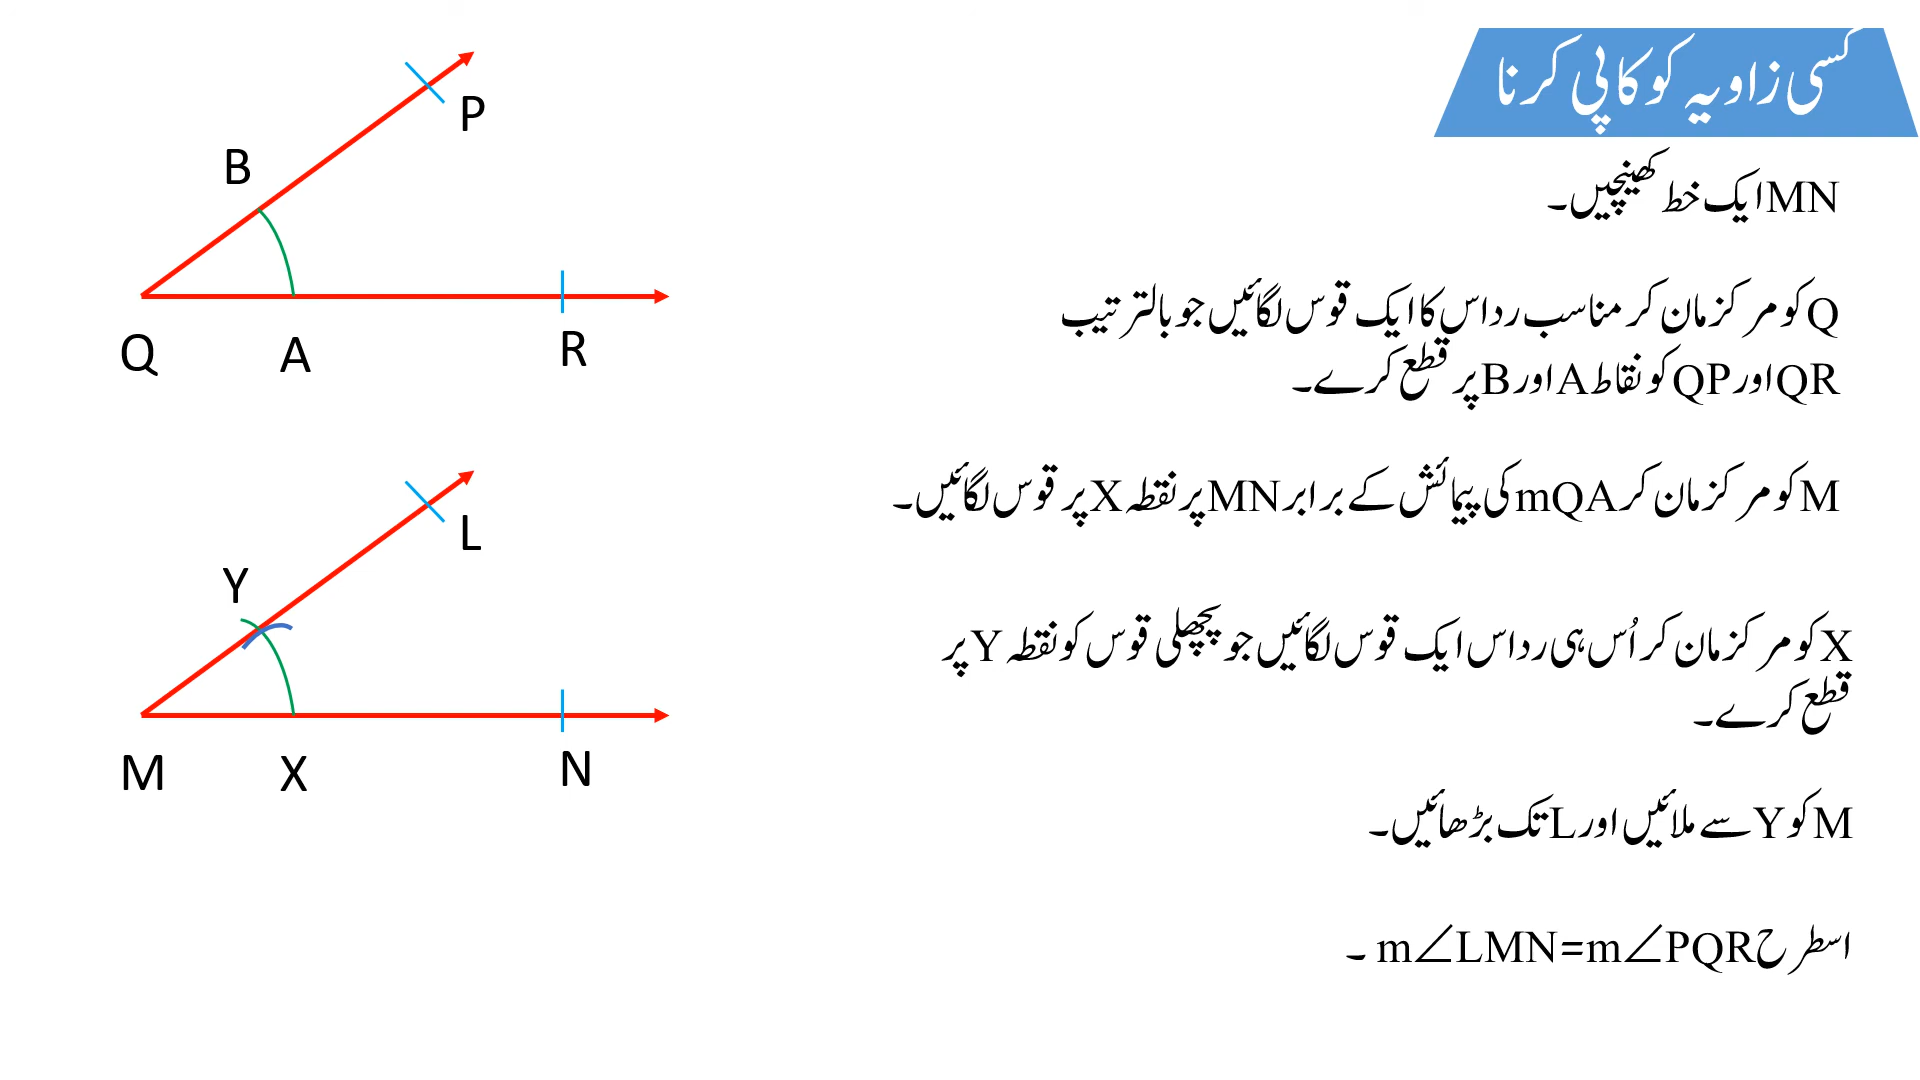 کسی زاویہ کو کاپی کرنا
MN ایک خط کھینچیں۔
Q کو مرکز مان کر مناسب رداس کا ایک قوس لگائیں جو بالترتیب
QR اور QP کو نقاط A اور B پر قطع کرے۔
M کو مرکز مان کر mQA کی پیمائش کے برابر MN پر نقطہ X پر قوس لگائیں۔
X کو مرکز مان کر اُس ہی رداس ایک قوس لگائیں جو پچھلی قوس کو نقطہ Y پر
قطع کرے۔
M کو Y سے ملائیں اور L تک بڑھائیں۔
اسطرح m∠LMN=m∠PQR ۔
P
B
Q
A
R
L
Y
M
X
N